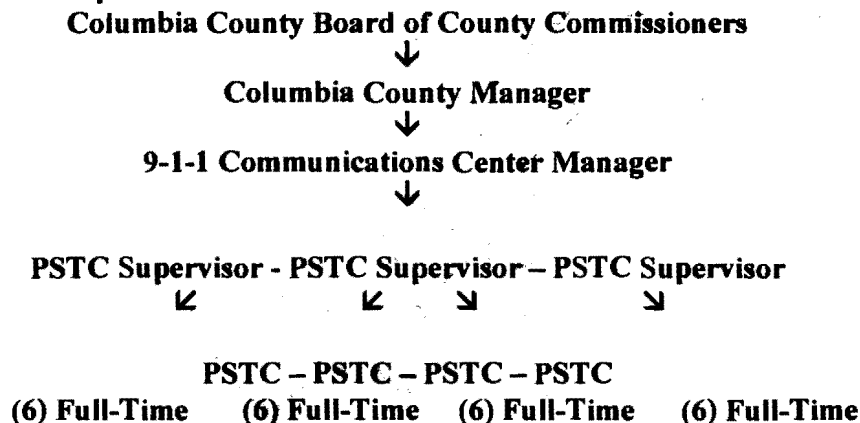 Columbia County Board of County Commissioners
↓
Columbia County Manager
↓
9-1-1 Communications Center Manager
↓
PSTC Supervisor - PSTC Supervisor – PSTC Supervisor
↙ ↙ ↘ ↘
PSTC – PSTC – PSTC – PSTC
(6) Full-Time (6) Full-Time (6) Full-Time (6) Full-Time